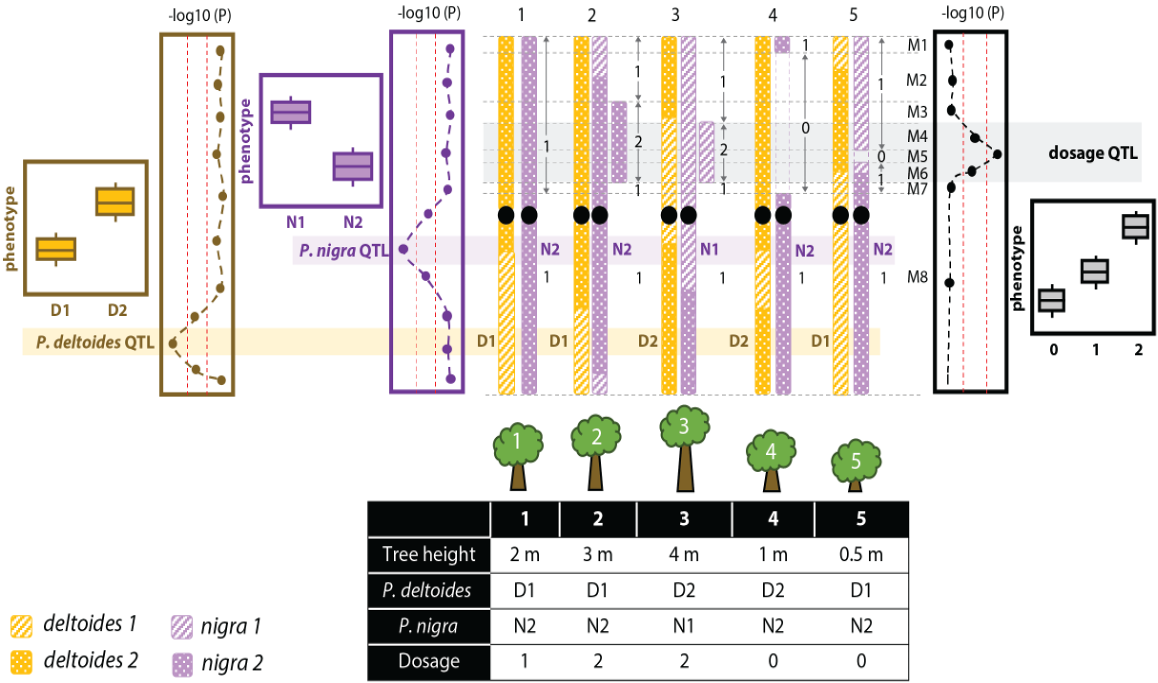 -log10 (P)
-log10 (P)
1 2 3 4 5
-log10 (P)
phenotype
D1 D2
P. deltoides QTL
phenotype
N1 N2
P. nigra QTL
1
1
2
1
1
2
1
1
0
1
0
1
M1
M2
M3
M4
M5
M6
M7
M8
dosage QTL
N2 N2 N1 N2 N2
1 1 1 1 1
D1 D1 D2 D2 D1
phenotype
0 1 2
1 2 3 4 5
1 2 3 4 5
Tree height 2 m 3 m 4 m 1 m 0.5 m
P. deltoides D1 D1 D2 D2 D1
P. nigra N2 N2 N1 N2 N2
Dosage 1 2 2 0 0
deltoides 1 nigra 1
deltoides 2 nigra 2